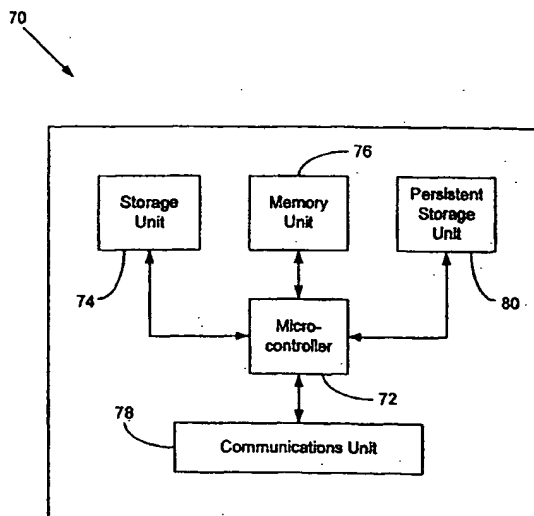 70
76
Storage
Unit
Memory
Unit
Persistent
Storage
Unit
74
80
Micro-
controller
72
78
Communications Unit